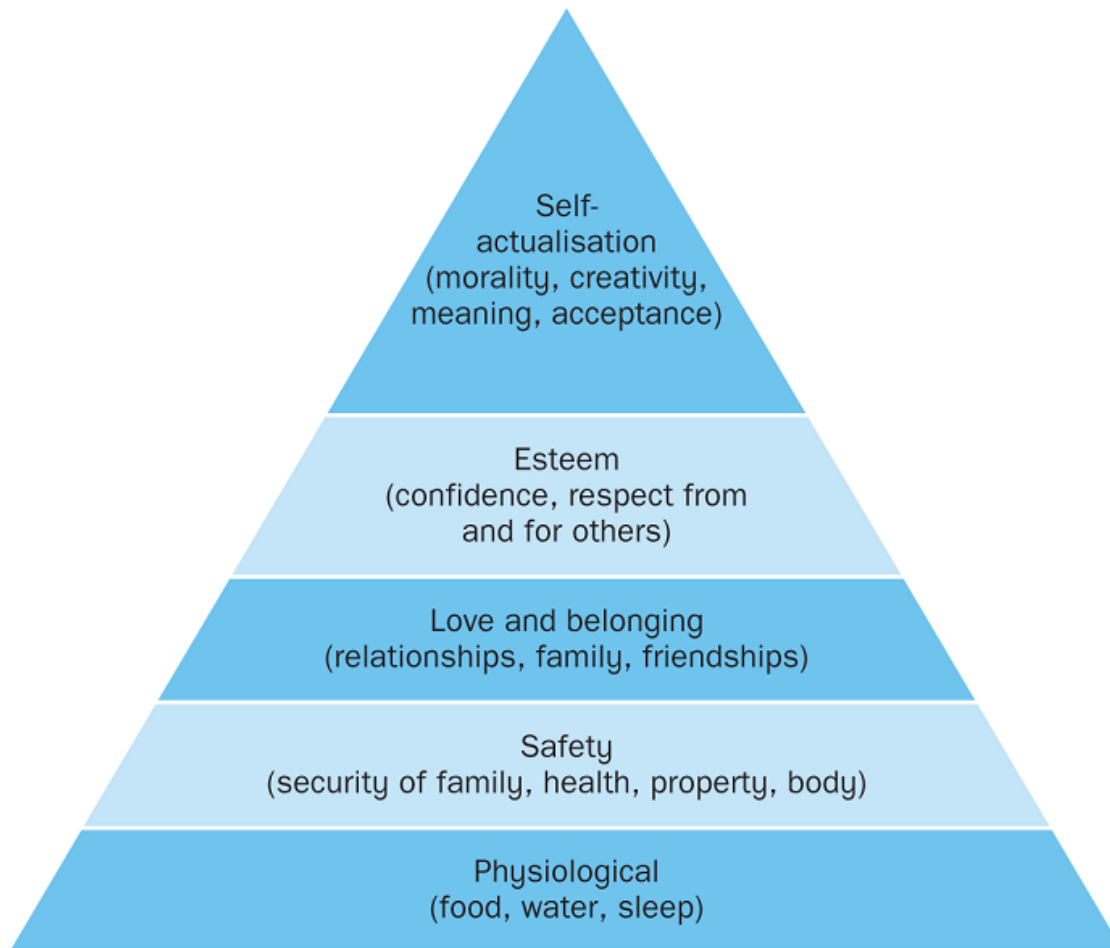 Self-
actualisation
(morality, creativity,
meaning, acceptance)
Esteem
(confidence, respect from
and for others)
Love and belonging
(relationships, family, friendships)
Safety
(security of family, health, property, body)
Physiological
(food, water, sleep)